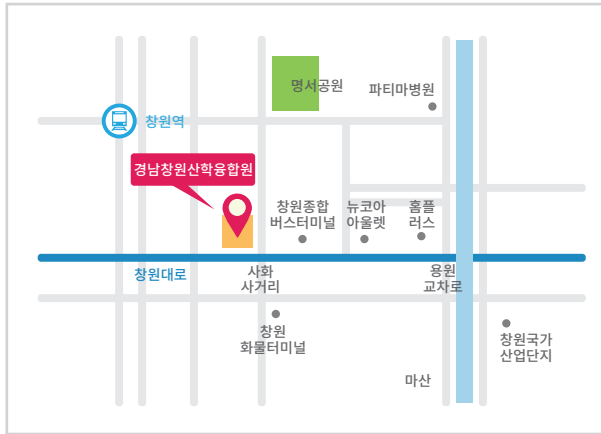 명서공원
파티마병원
창원역
경남창원산학융합원
창원종합
버스터미널
뉴코아
아울렛
홈플
러스
창원대로
사화
사거리
용원
교차로
창원
화물터미널
창원국가
산업단지
마산